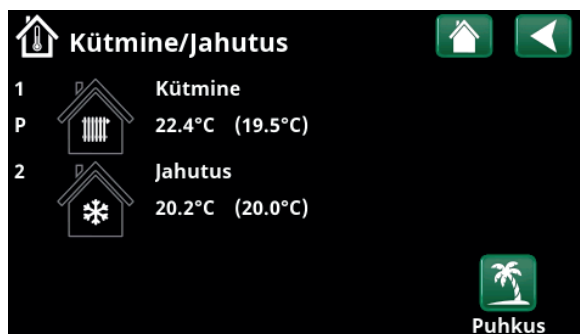 Kütmine/Jahutus
1 Kütmine
P 22.4°C (19.5°C)
2 Jahutus
20.2°C (20.0°C)
Puhkus